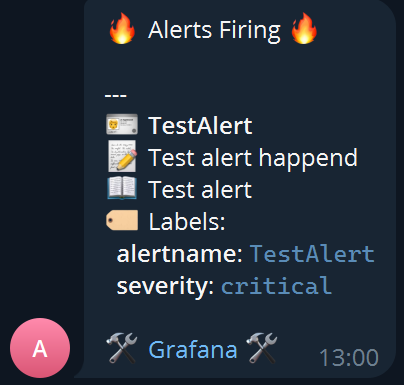 🔥 Alerts Firing 🔥
---
🪪 TestAlert
📝 Test alert happend
📖 Test alert
🏷️ Labels:
alertname: TestAlert
severity: critical
🛠️ Grafana 🛠️
13:00
A